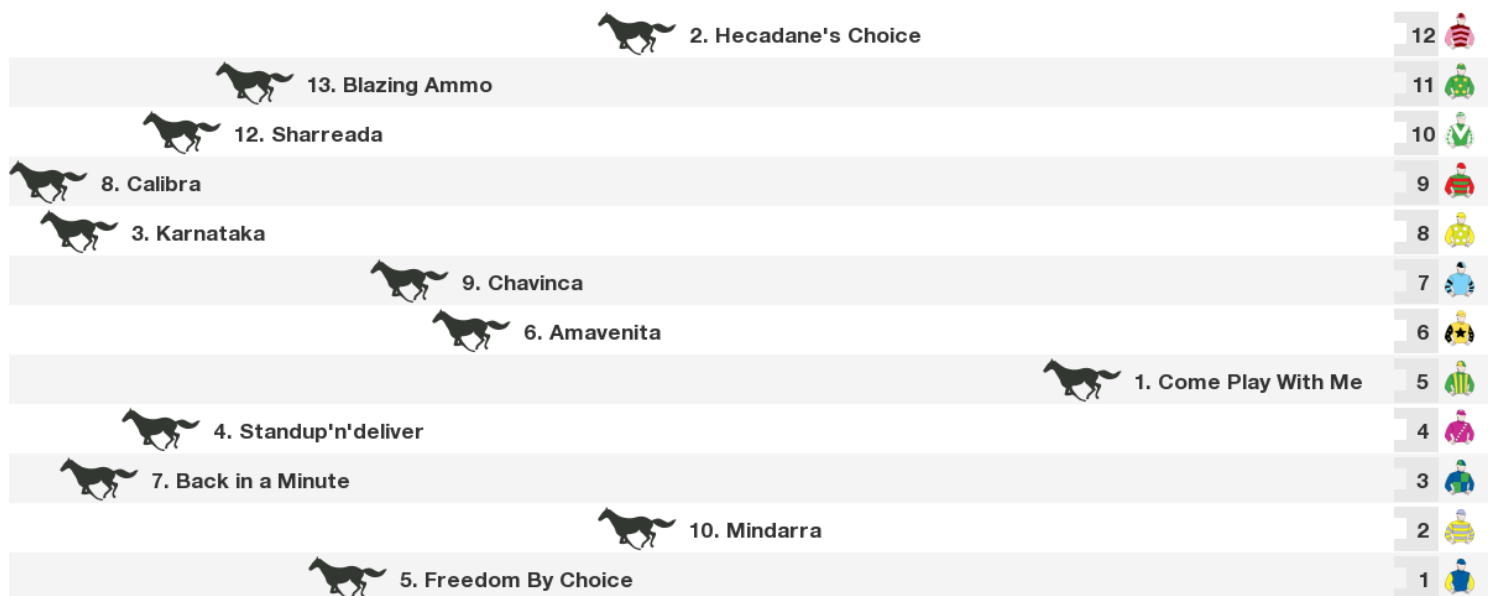 2. Hecadane's Choice 12
13. Blazing Ammo 11
12. Sharreada 10
8. Calibra 9
3. Karnataka 8
9. Chavinca 7
6. Amavenita 6
1. Come Play With Me 5
4. Standup'n'deliver 4
7. Back in a Minute 3
10. Mindarra 2
5. Freedom By Choice 1